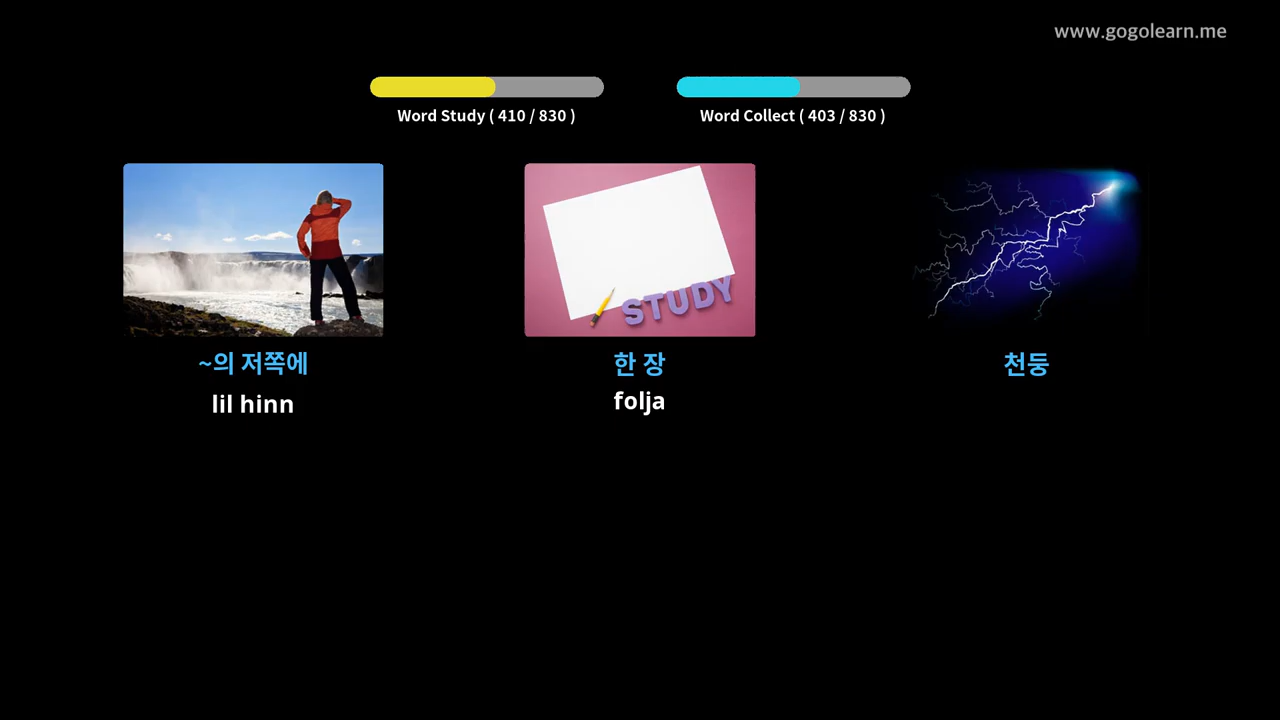 www.gogolearn.me
Word Study ( 410 / 830 )
Word Collect ( 403 / 830 )
STUDY
~의 저쪽에
한 장
천둥
lil hinn
folja